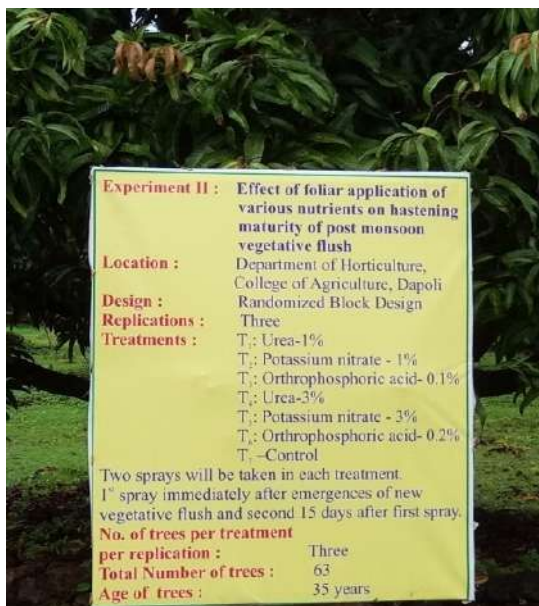 Experiment II : Effect of foliar application of
various nutrients on hastening
maturity of post monsoon
vegetative flush
Location : Department of Horticulture,
College of Agriculture, Dapoli
Design : Randomized Block Design
Replications : Three
Treatments : T₁: Urea-1%
T₂: Potassium nitrate - 1%
T₃: Orthrophosphoric acid- 0.1%
T₄: Urea-3%
T₅: Potassium nitrate - 3%
T₆: Orthrophosphoric acid- 0.2%
T₇ –Control
Two sprays will be taken in each treatment.
1st spray immediately after emergences of new
vegetative flush and second 15 days after first spray.
No. of trees per treatment
per replication : Three
Total Number of trees : 63
Age of trees : 35 years